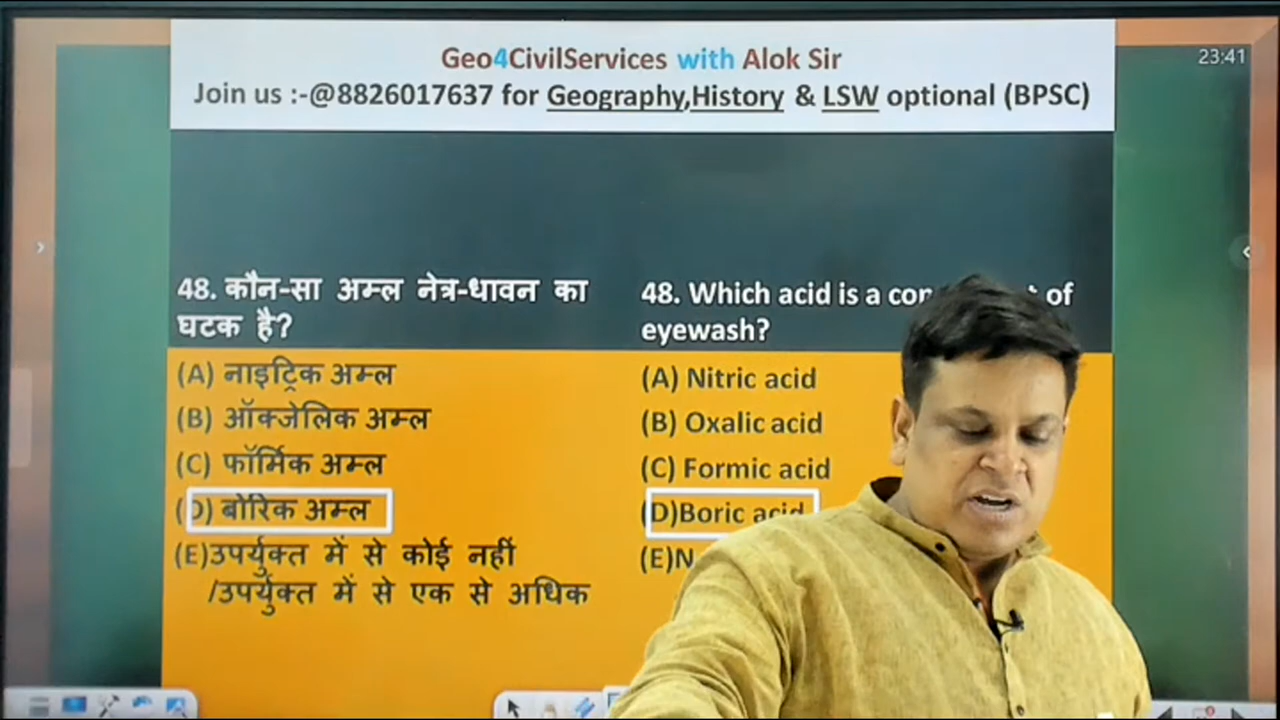 Geo4CivilServices with Alok Sir
23:41
Join us :-@8826017637 for Geography,History & LSW optional (BPSC)
48. कौन-सा अम्ल नेत्र-धावन का
घटक है?
(A) नाइट्रिक अम्ल
(B) ऑक्जेलिक अम्ल
(C) फॉर्मिक अम्ल
(D) बोरिक अम्ल
(E)उपर्युक्त में से कोई नहीं
/उपर्युक्त में से एक से अधिक
48. Which acid is a of
eyewash?
(A) Nitric acid
(B) Oxalic acid
(C) Formic acid
(D)Boric acid
(E)